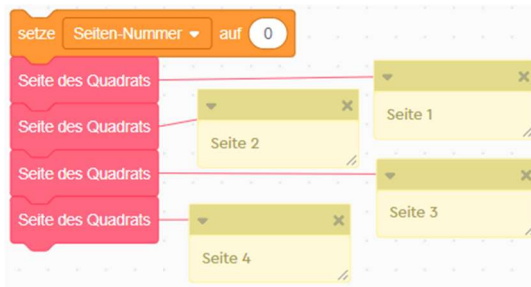 setze Seiten-Nummer auf 0
Seite des Quadrats
Seite 1
Seite des Quadrats
Seite 2
Seite des Quadrats
Seite 3
Seite des Quadrats
Seite 4